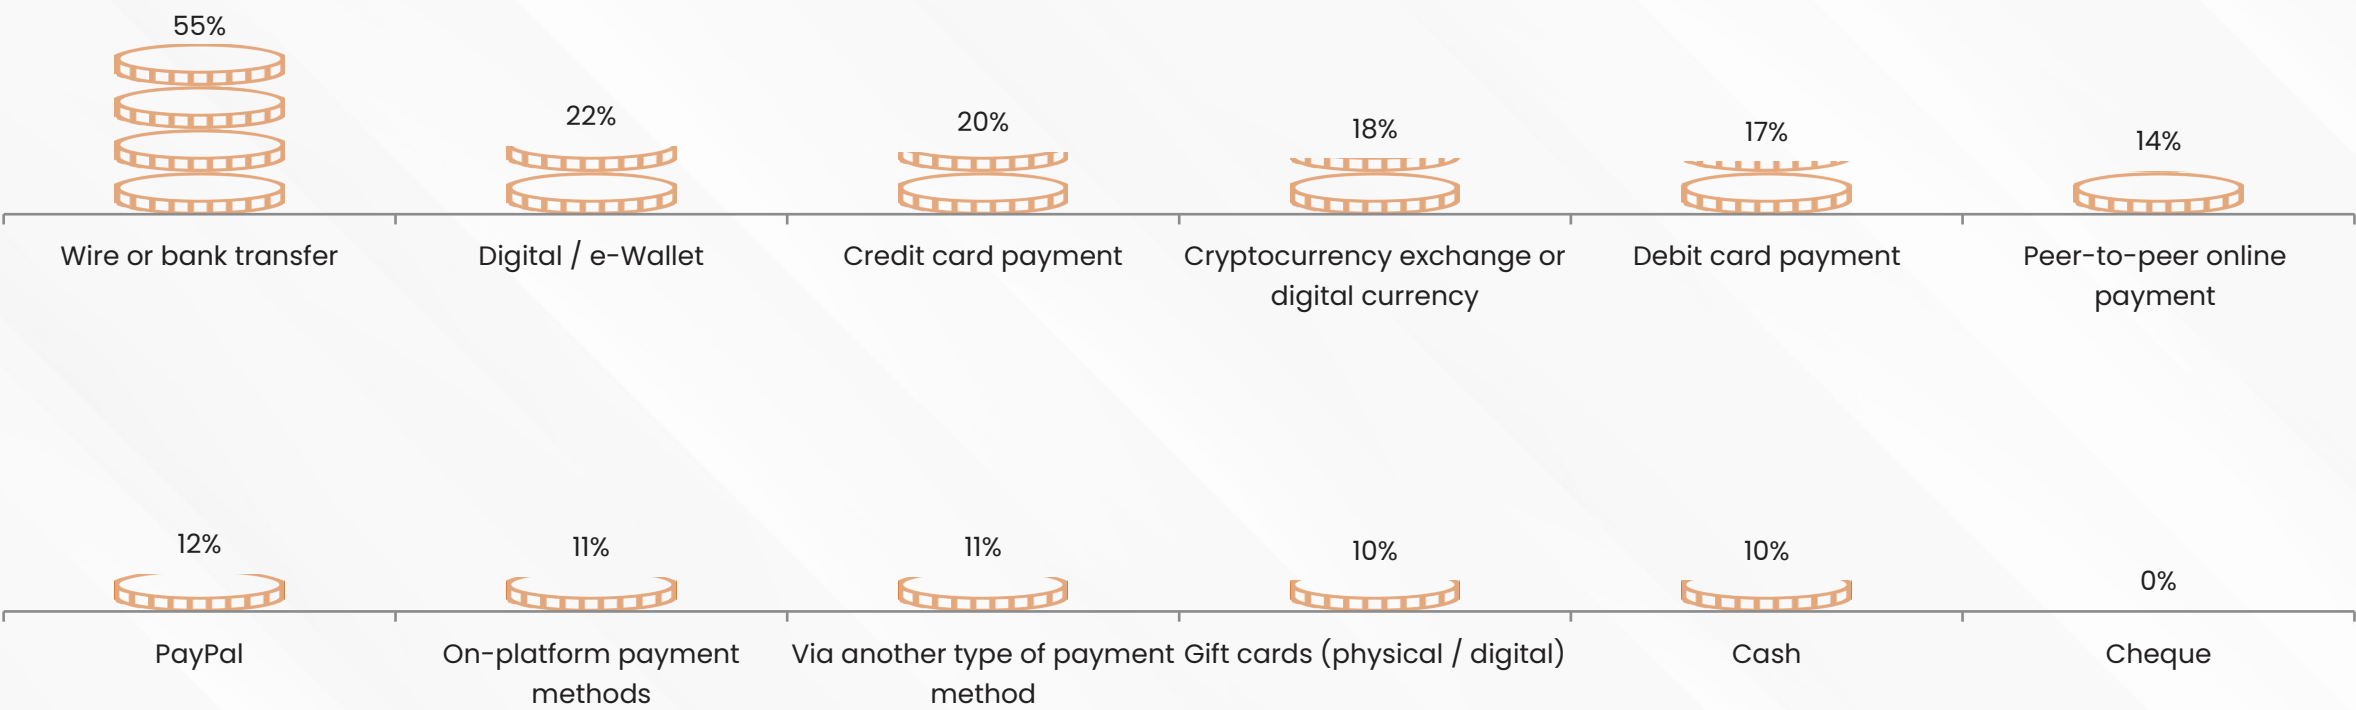 55%
22%
20%
18%
17%
14%
Wire or bank transfer
Digital / e-Wallet
Credit card payment
Cryptocurrency exchange or
digital currency
Debit card payment
Peer-to-peer online
payment
12%
11%
11%
10%
10%
0%
PayPal
On-platform payment
methods
Via another type of payment
method
Gift cards (physical / digital)
Cash
Cheque